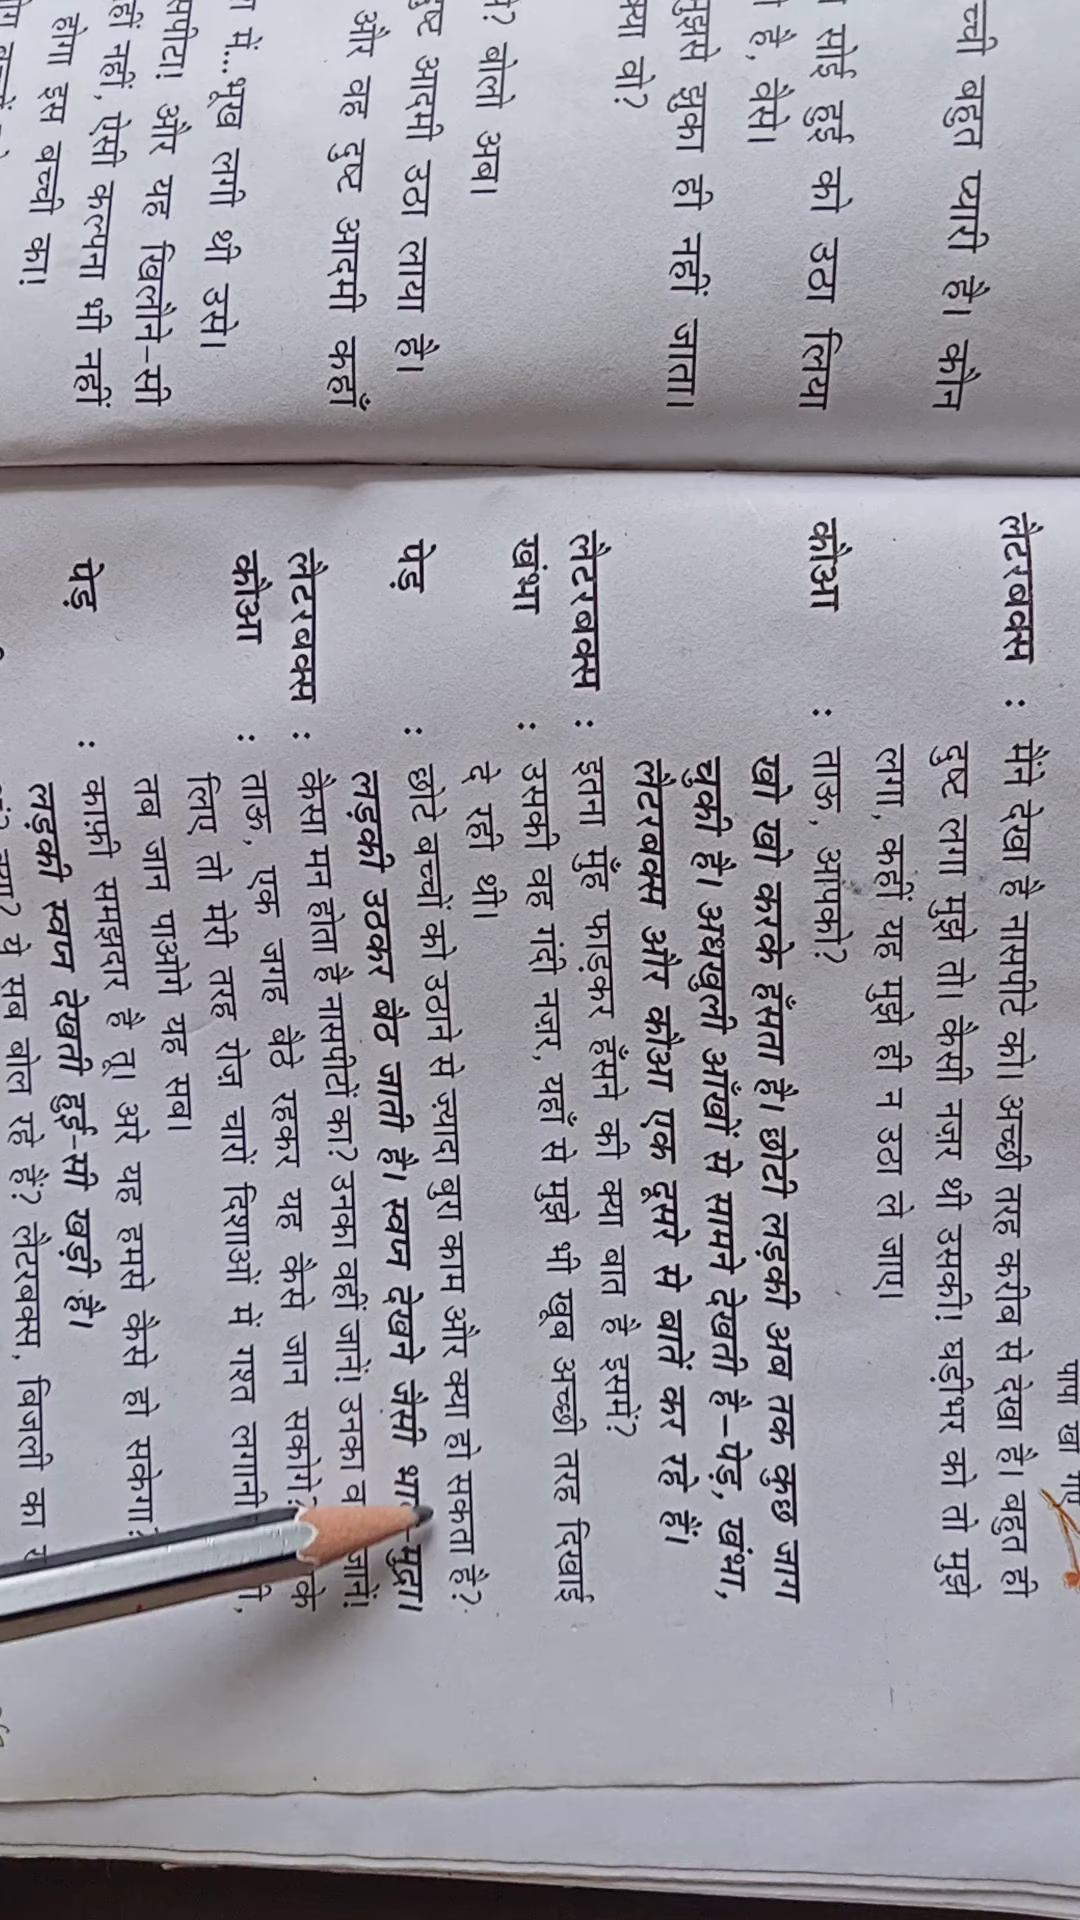 च्ची बहुत प्यारी है। कौन
सोई हुई को उठा लिया
है, वैसे।
मुझसे झुका ही नहीं जाता।
क्या वो?
बोलो अब।
दुष्ट आदमी उठा लाया है।
और वह दुष्ट आदमी कहाँ
में...भूख लगी थी उसे।
और यह खिलौने-सी
नहीं, ऐसी कल्पना भी नहीं
होगा इस बच्ची का!
पापा खो गए
लैटरबक्स : मैंने देखा है नासपीटे को। अच्छी तरह करीब से देखा है। बहुत ही
दुष्ट लगा मुझे तो। कैसी नज़र थी उसकी! घड़ीभर को तो मुझे
लगा, कहीं यह मुझे ही न उठा ले जाए।
कौआ : ताऊ, आपको?
खो खो करके हँसता है। छोटी लड़की अब तक कुछ जाग
चुकी है। अधखुली आँखों से सामने देखती है–पेड़, खंभा,
लैटरबक्स और कौआ एक दूसरे से बातें कर रहे हैं।
लैटरबक्स : इतना मुँह फाड़कर हँसने की क्या बात है इसमें?
खंभा : उसकी वह गंदी नज़र, यहाँ से मुझे भी खूब अच्छी तरह दिखाई
दे रही थी।
पेड़ : छोटे बच्चों को उठाने से ज़्यादा बुरा काम और क्या हो सकता है?
लड़की उठकर बैठ जाती है। स्वप्न देखने जैसी मुद्रा।
लैटरबक्स : कैसा मन होता है नासपीटों का? उनका वही जानें! उनका जानें!
कौआ : ताऊ, एक जगह बैठे रहकर यह कैसे जान सकोगे?
लिए तो मेरी तरह रोज़ चारों दिशाओं में गश्त लगानी
तब जान पाओगे यह सब।
पेड़ : काफ़ी समझदार है तू। अरे यह हमसे कैसे हो सकेगा?
लड़की स्वप्न देखती हुई-सी खड़ी है।
ये सब बोल रहे हैं? लैटरबक्स, बिजली का